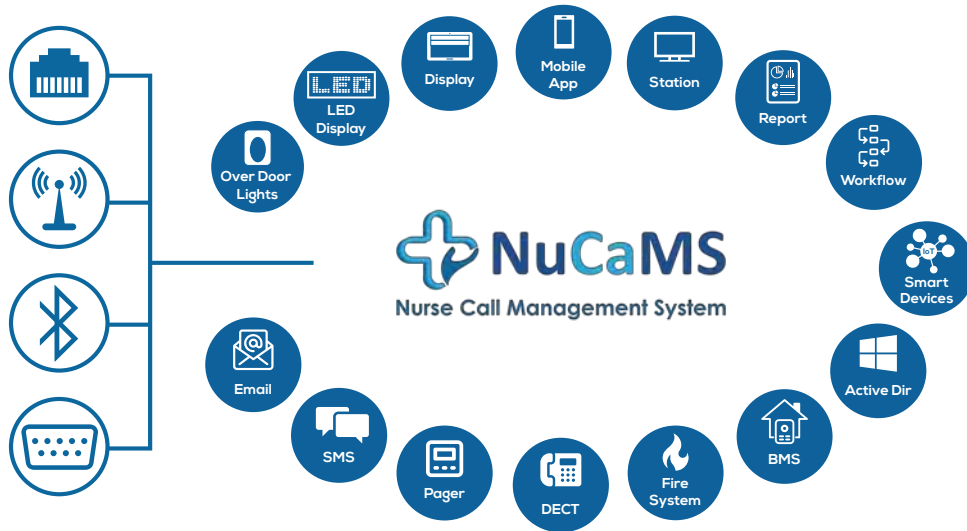 LED
LED
Display
Display
Mobile
App
Station
Report
Over Door
Lights
Workflow
IoT
Smart
Devices
NuCaMS
Nurse Call Management System
Email
Active Dir
SMS
BMS
Pager
DECT
Fire
System